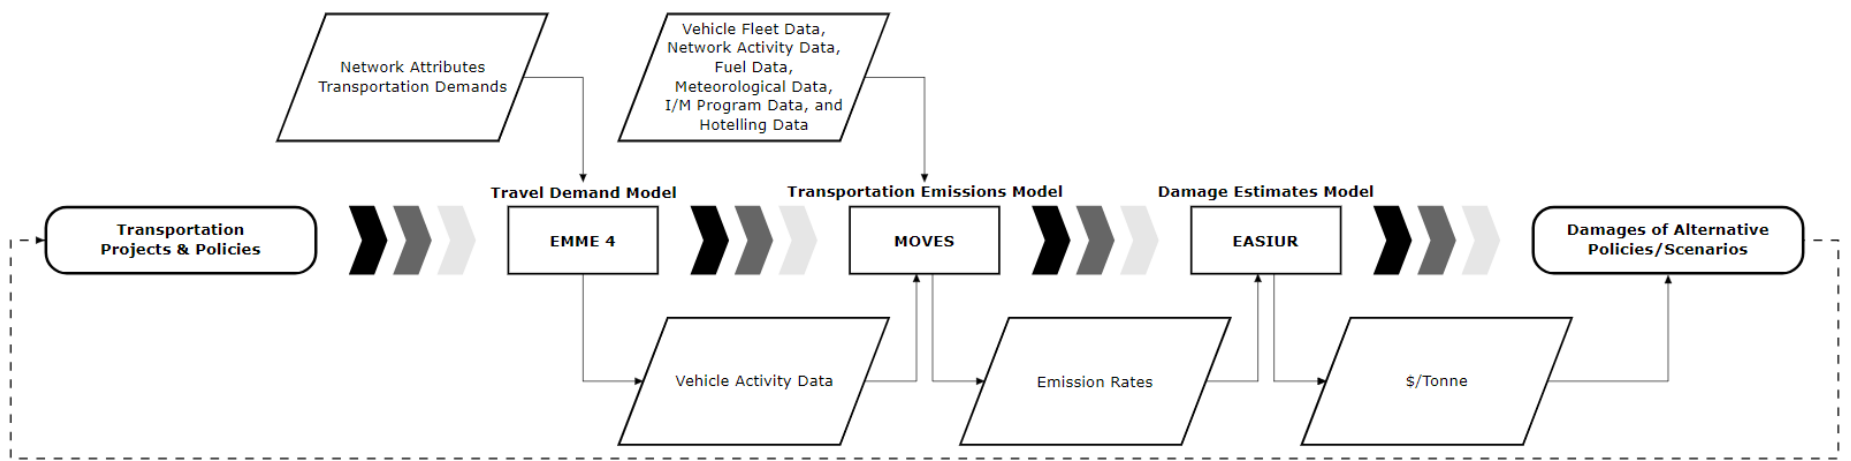 Network Attributes
Transportation Demands
Vehicle Fleet Data,
Network Activity Data,
Fuel Data,
Meteorological Data,
I/M Program Data, and
Hotelling Data
Transportation
Projects & Policies
Travel Demand Model
EMME 4
Transportation Emissions Model
MOVES
Damage Estimates Model
EASIUR
Damages of Alternative
Policies/Scenarios
Vehicle Activity Data
Emission Rates
$/Tonne